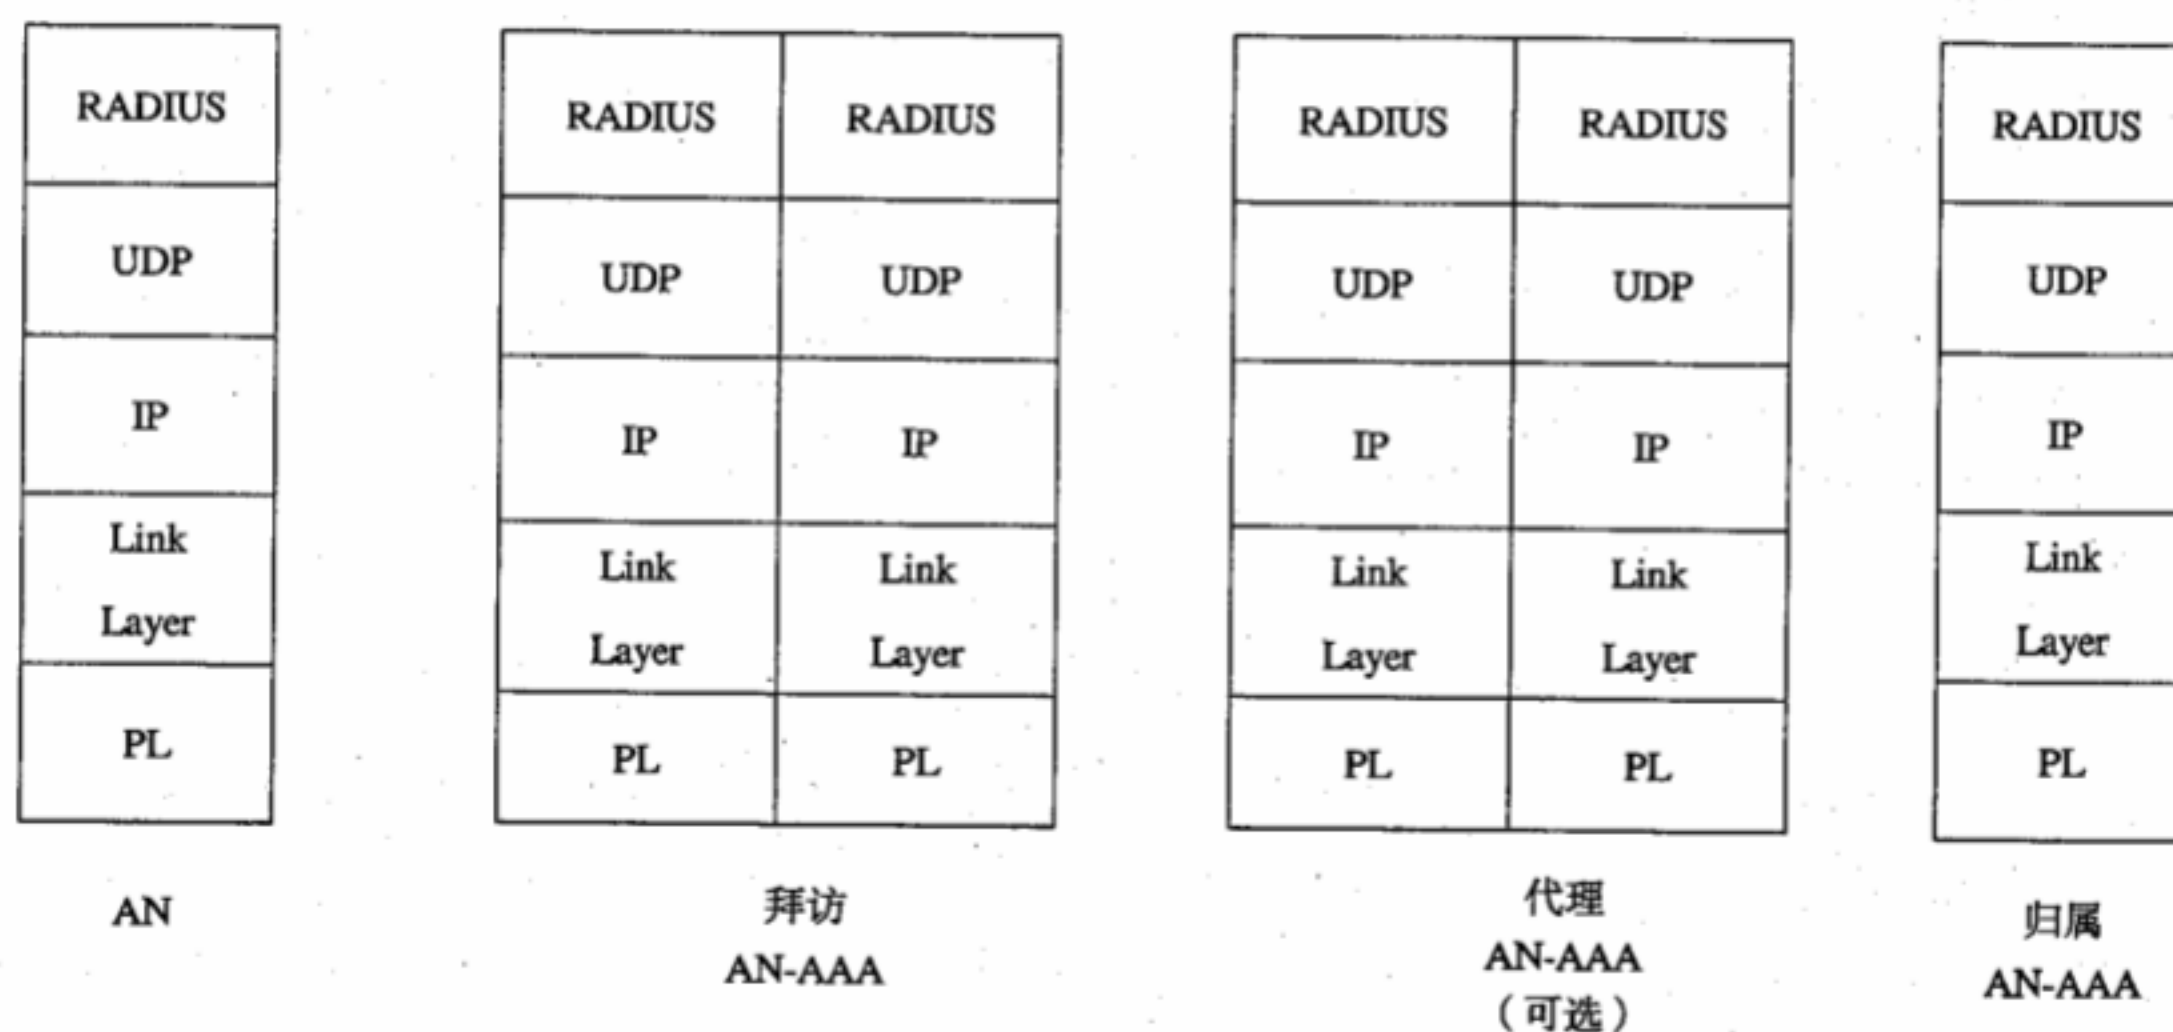 RADIUS
UDP
IP
Link
Layer
PL
AN
RADIUS RADIUS
UDP UDP
IP IP
Link Link
Layer Layer
PL PL
拜访
AN-AAA
RADIUS RADIUS
UDP UDP
IP IP
Link Link
Layer Layer
PL PL
代理
AN-AAA
（可选）
RADIUS
UDP
IP
Link
Layer
PL
归属
AN-AAA